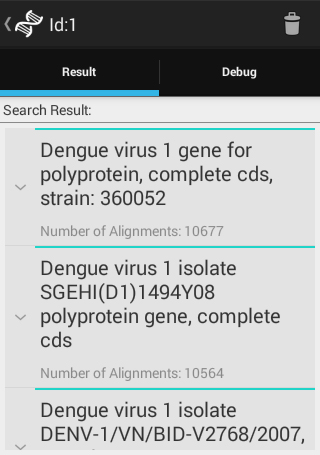 Id:1
Result
Debug
Search Result:
Dengue virus 1 gene for
polyprotein, complete cds,
strain: 360052
Number of Alignments: 10677
Dengue virus 1 isolate
SGEHI(D1)1494Y08
polyprotein gene, complete
cds
Number of Alignments: 10564
Dengue virus 1 isolate
DENV-1/VN/BID-V2768/2007,